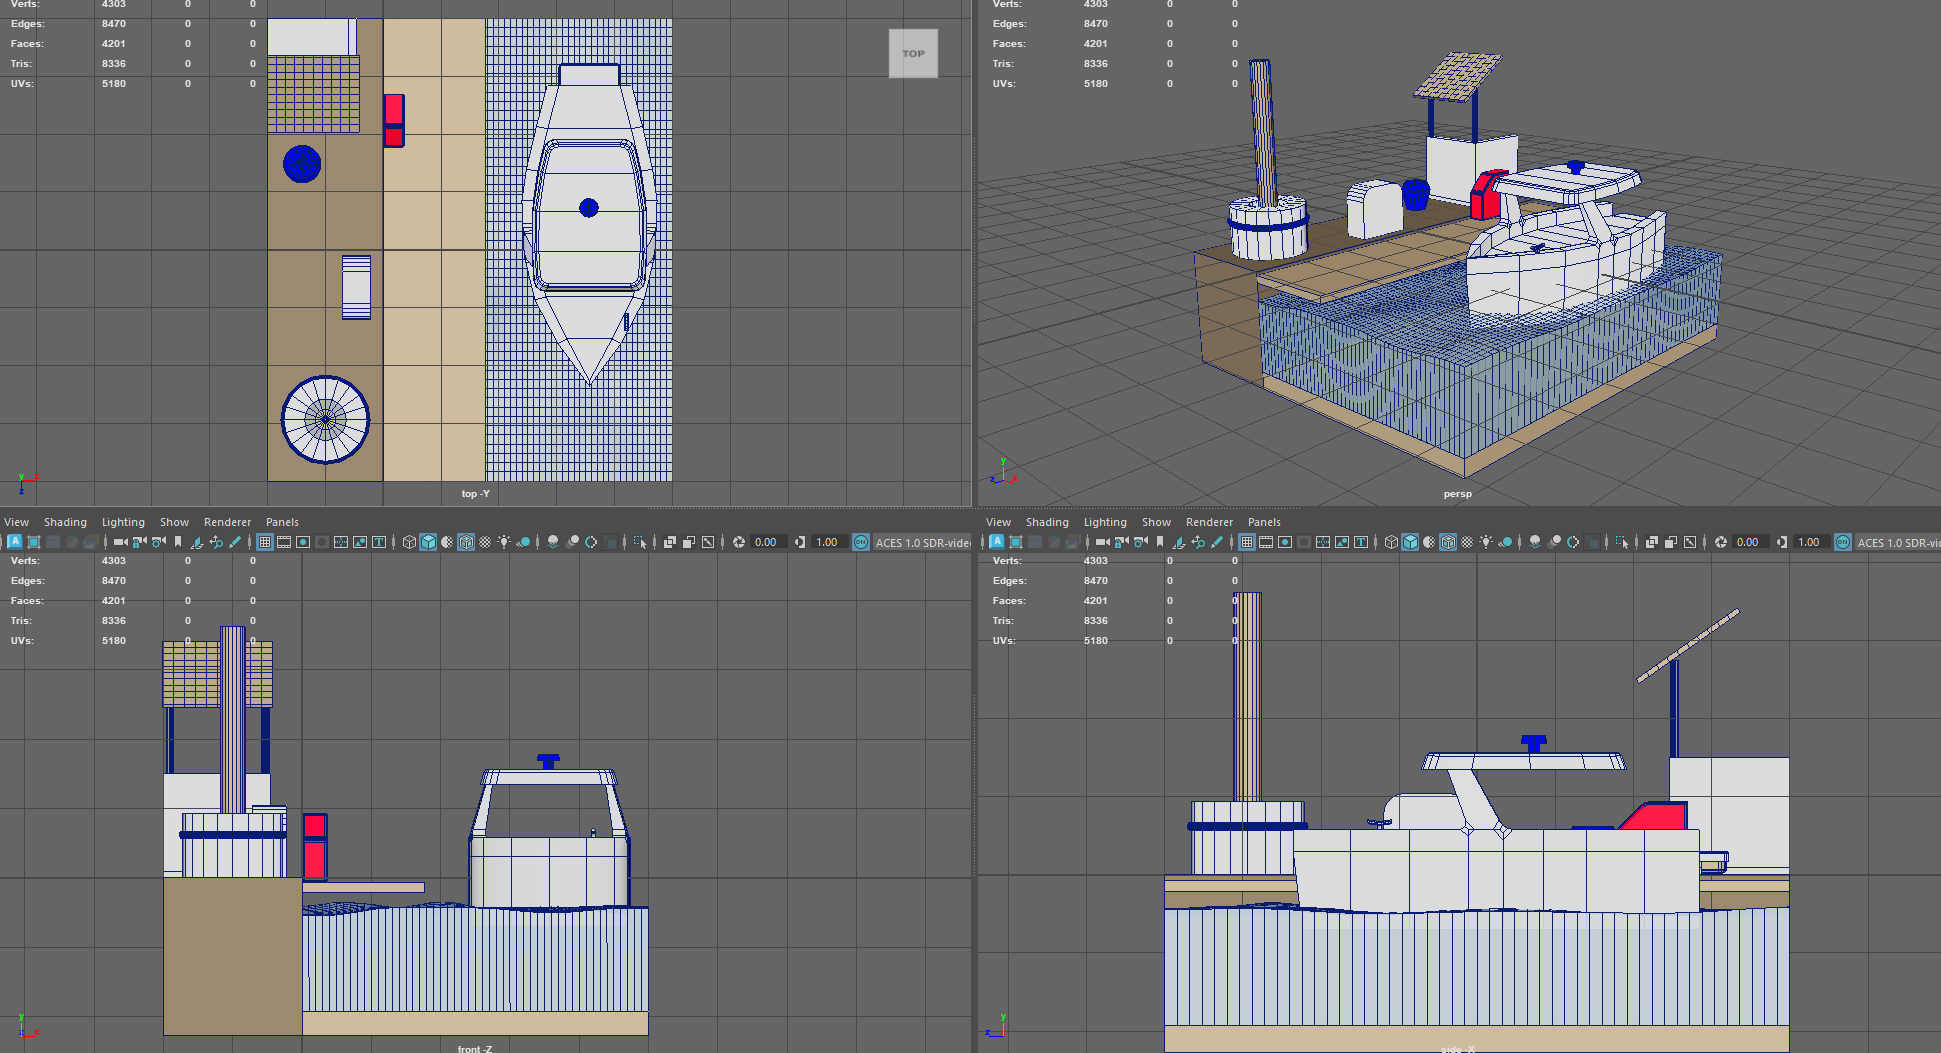 Verts: 4303 0 0
Edges: 8470 0 0
Faces: 4201 0 0
Tris: 8336 0 0
UVs: 5180 0 0
TOP
top -Y
Verts: 4303 0 0
Edges: 8470 0 0
Faces: 4201 0 0
Tris: 8336 0 0
UVs: 5180 0 0
persp
View Shading Lighting Show Renderer Panels
0.00 1.00 ON ACES 1.0 SDR-vide
Verts: 4303 0 0
Edges: 8470 0 0
Faces: 4201 0 0
Tris: 8336 0 0
UVs: 5180 0 0
front -Z
View Shading Lighting Show Renderer Panels
0.00 1.00 ON ACES 1.0 SDR-vi
Verts: 4303 0 0
Edges: 8470 0 0
Faces: 4201 0 0
Tris: 8336 0 0
UVs: 5180 0 0
side -X